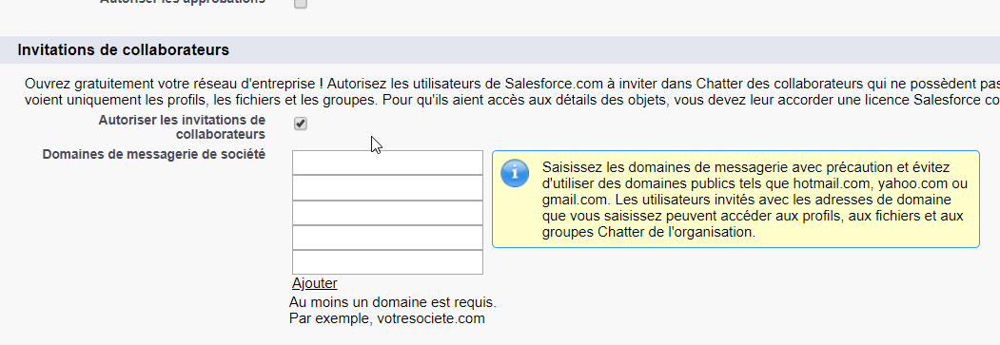 Autoriser les approbations
Invitations de collaborateurs
Ouvrez gratuitement votre réseau d'entreprise ! Autorisez les utilisateurs de Salesforce.com à inviter dans Chatter des collaborateurs qui ne possèdent pas
voient uniquement les profils, les fichiers et les groupes. Pour qu'ils aient accès aux détails des objets, vous devez leur accorder une licence Salesforce co
Autoriser les invitations de
collaborateurs
Domaines de messagerie de société
Saisissez les domaines de messagerie avec précaution et évitez
d'utiliser des domaines publics tels que hotmail.com, yahoo.com ou
gmail.com. Les utilisateurs invités avec les adresses de domaine
que vous saisissez peuvent accéder aux profils, aux fichiers et aux
groupes Chatter de l'organisation.
Ajouter
Au moins un domaine est requis.
Par exemple, votresociete.com